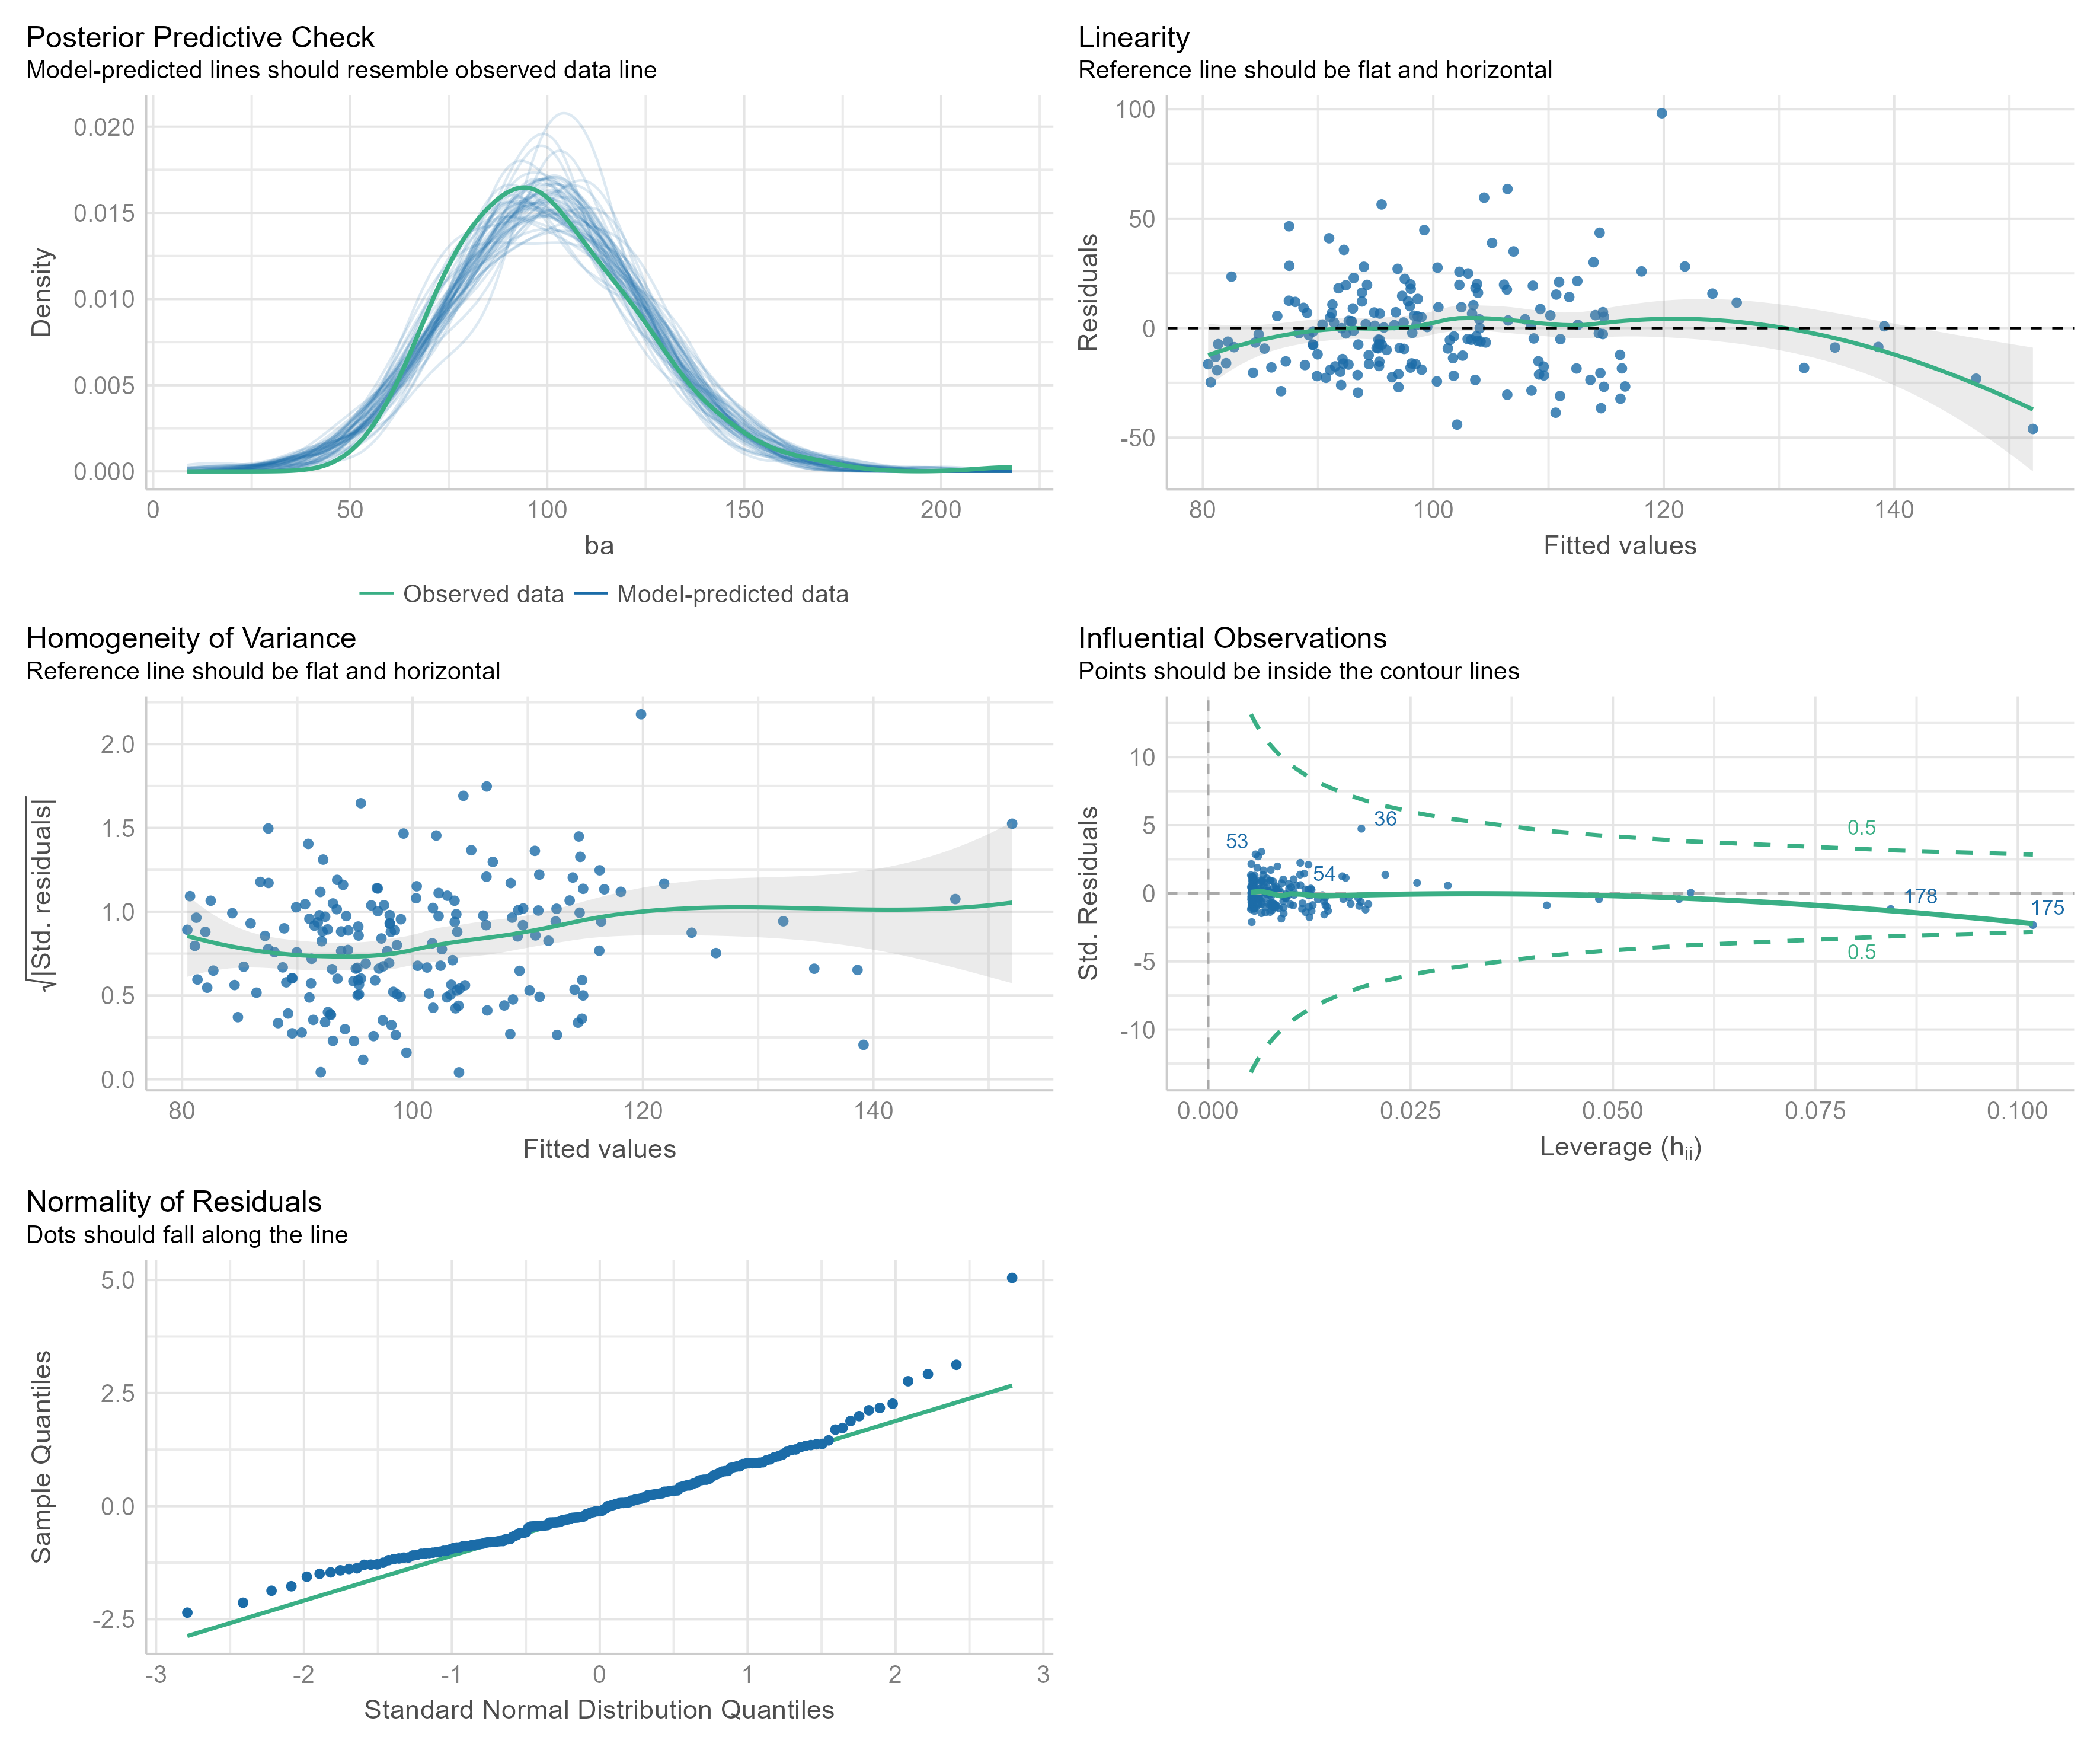 Posterior Predictive Check
Model-predicted lines should resemble observed data line
0.020
0.015
0.010
0.005
0.000
Density
0
50
100
150
200
ba
Observed data
Model-predicted data
Linearity
Reference line should be flat and horizontal
100
50
0
-50
Residuals
80
100
120
140
Fitted values
Homogeneity of Variance
Reference line should be flat and horizontal
2.0
1.5
1.0
0.5
0.0
√|Std. residuals|
80
100
120
140
Fitted values
Influential Observations
Points should be inside the contour lines
10
5
0
-5
-10
Std. Residuals
53
36
54
178
175
0.5
0.5
0.000
0.025
0.050
0.075
0.100
Leverage (hᵢᵢ)
Normality of Residuals
Dots should fall along the line
5.0
2.5
0.0
-2.5
Sample Quantiles
-3
-2
-1
0
1
2
3
Standard Normal Distribution Quantiles